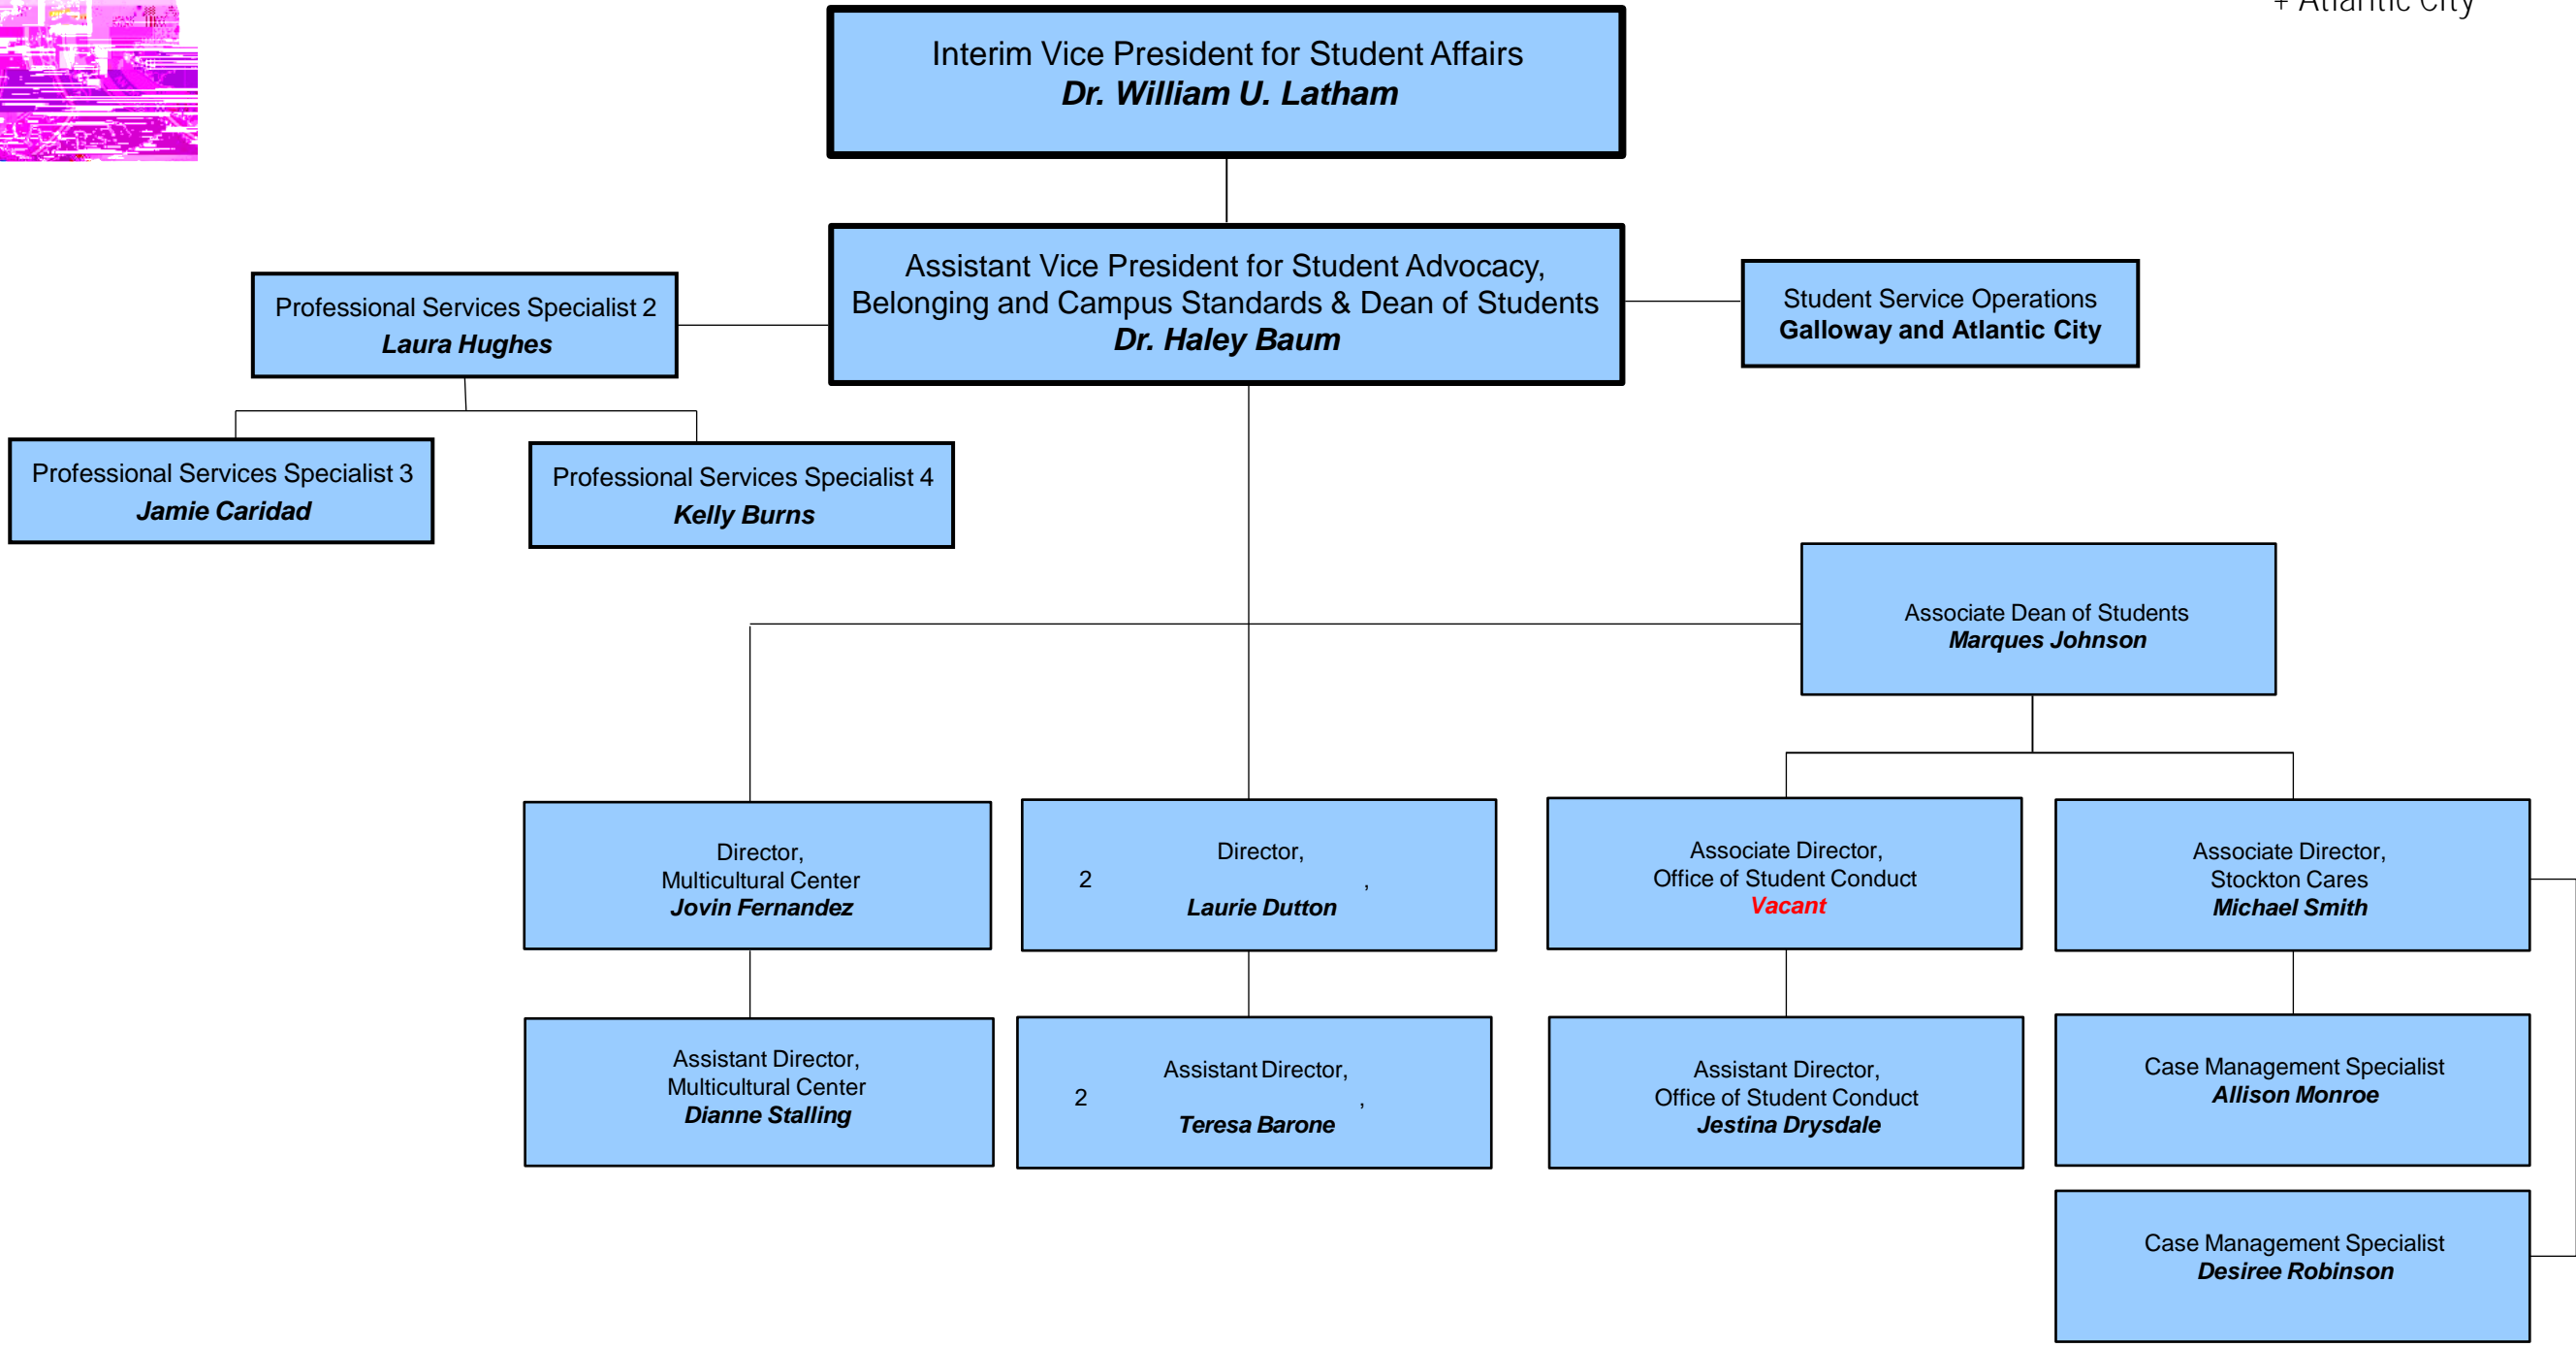 + Atlantic City
Interim Vice President for Student Affairs
Dr. William U. Latham
Assistant Vice President for Student Advocacy,
Belonging and Campus Standards & Dean of Students
Dr. Haley Baum
Professional Services Specialist 2
Laura Hughes
Student Service Operations
Galloway and Atlantic City
Professional Services Specialist 3
Jamie Caridad
Professional Services Specialist 4
Kelly Burns
Associate Dean of Students
Marques Johnson
Director,
Multicultural Center
Jovin Fernandez
Director,
2 ,
Laurie Dutton
Associate Director,
Office of Student Conduct
Vacant
Associate Director,
Stockton Cares
Michael Smith
Assistant Director,
Multicultural Center
Dianne Stalling
Assistant Director,
2 ,
Teresa Barone
Assistant Director,
Office of Student Conduct
Jestina Drysdale
Case Management Specialist
Allison Monroe
Case Management Specialist
Desiree Robinson